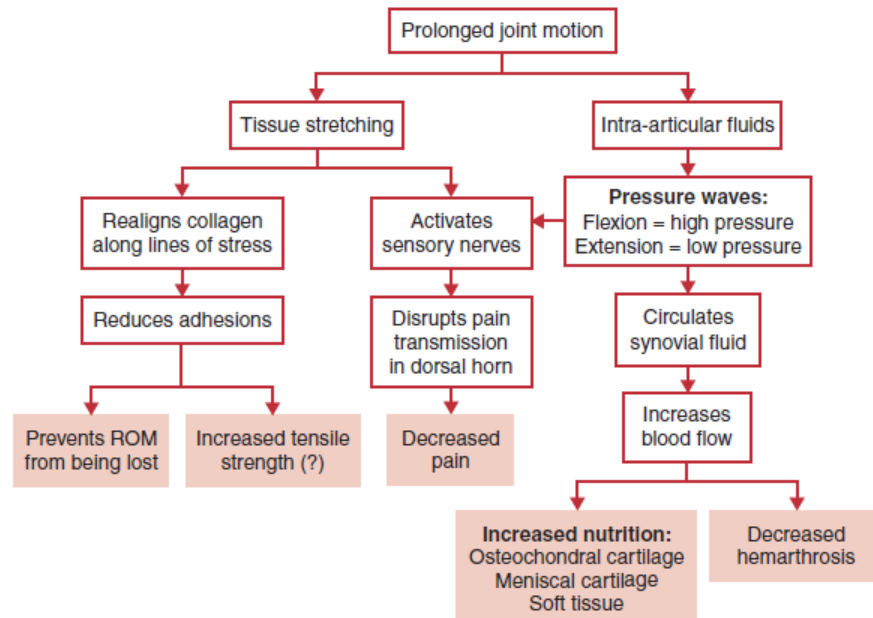 Prolonged joint motion
Tissue stretching
Intra-articular fluids
Realigns collagen
along lines of stress
Activates
sensory nerves
Pressure waves:
Flexion = high pressure
Extension = low pressure
Reduces adhesions
Disrupts pain
transmission
in dorsal horn
Circulates
synovial fluid
Prevents ROM
from being lost
Increased tensile
strength (?)
Decreased
pain
Increases
blood flow
Increased nutrition:
Osteochondral cartilage
Meniscal cartilage
Soft tissue
Decreased
hemarthrosis